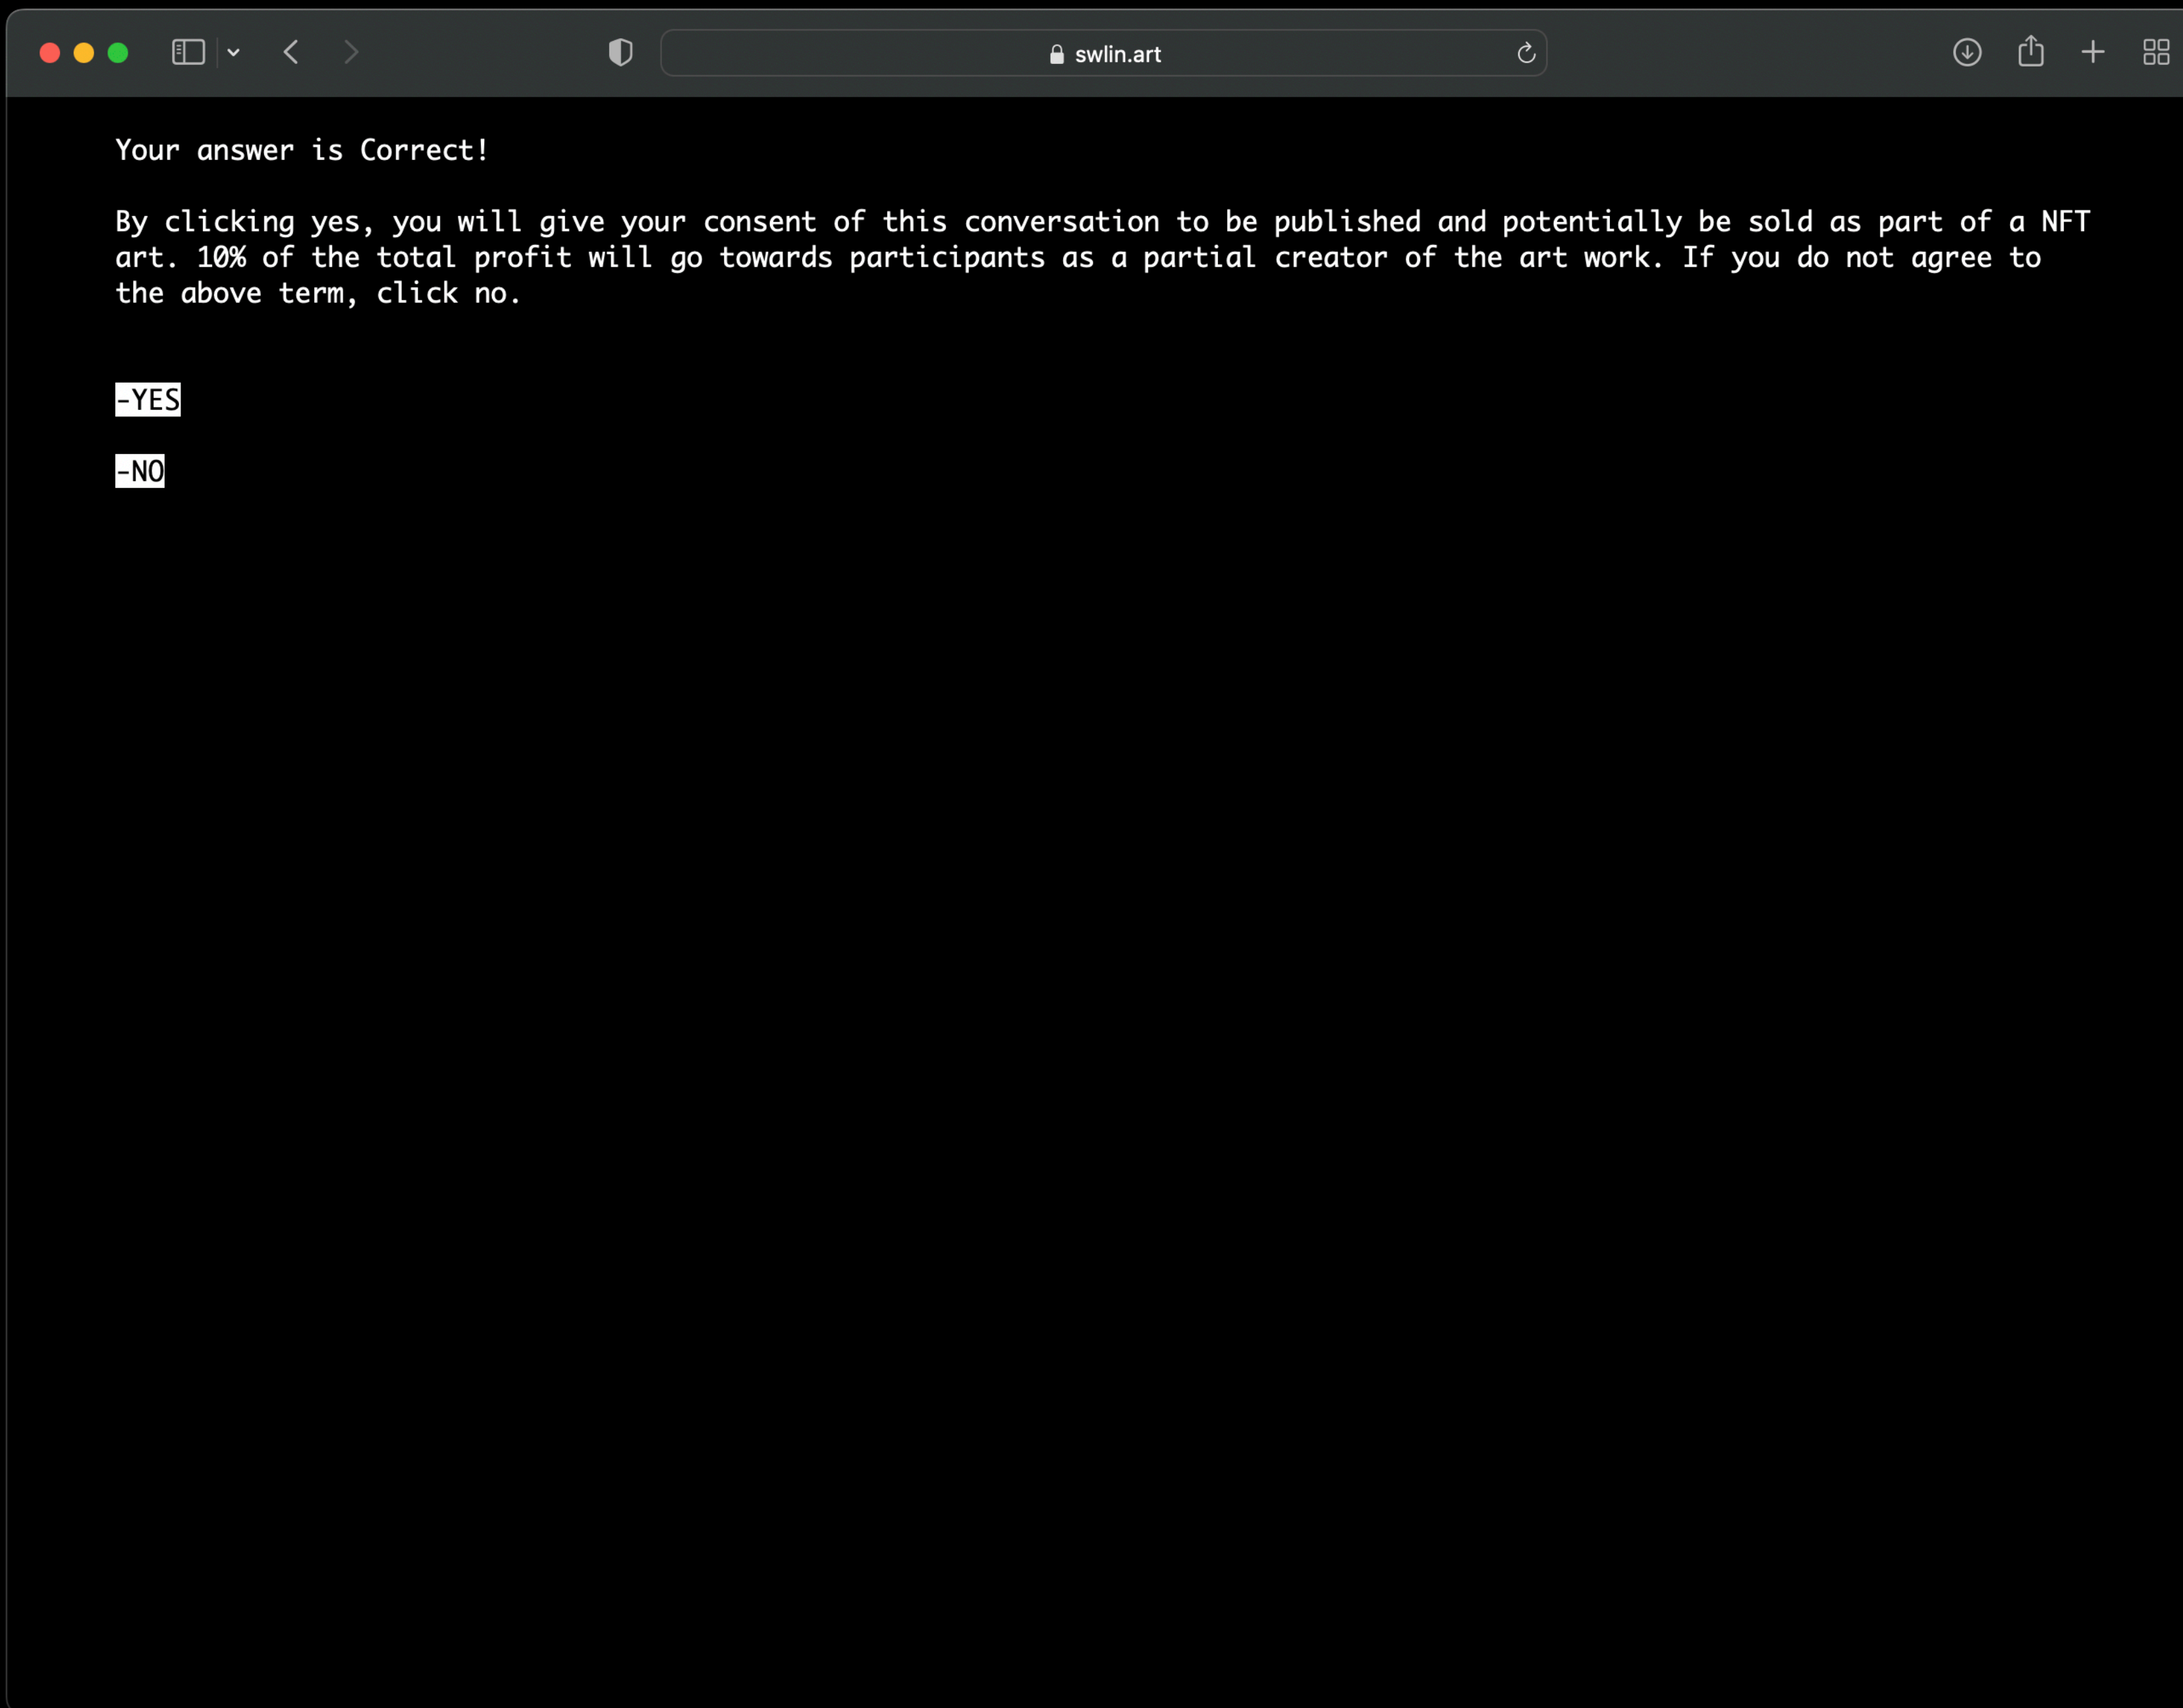 swlin.art
Your answer is Correct!
By clicking yes, you will give your consent of this conversation to be published and potentially be sold as part of a NFT
art. 10% of the total profit will go towards participants as a partial creator of the art work. If you do not agree to
the above term, click no.
-YES
-NO